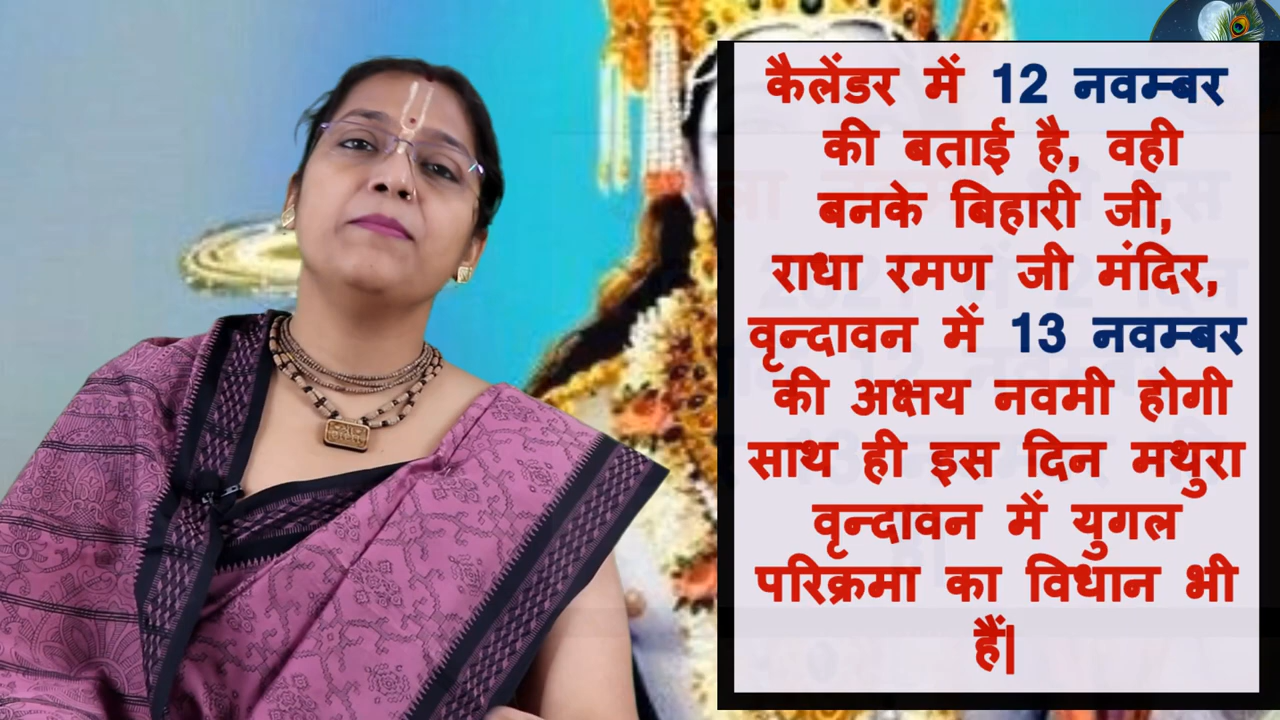 कैलेंडर में 12 नवम्बर
की बताई है, वही
बनके बिहारी जी,
राधा रमण जी मंदिर,
वृन्दावन में 13 नवम्बर
की अक्षय नवमी होगी
साथ ही इस दिन मथुरा
वृन्दावन में युगल
परिक्रमा का विधान भी
हैं|